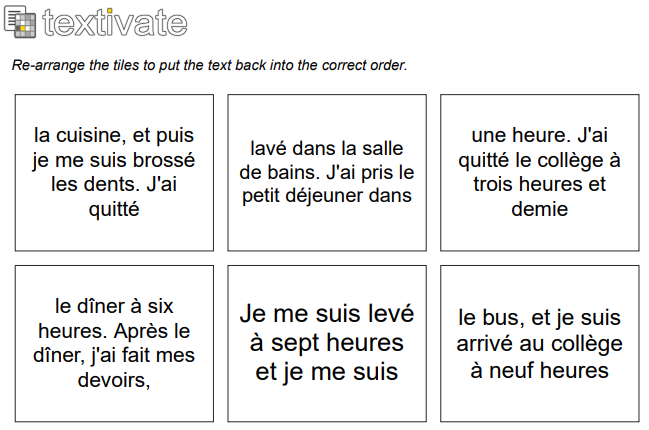 textivate
Re-arrange the tiles to put the text back into the correct order.
la cuisine, et puis
je me suis brossé
les dents. J'ai
quitté
lavé dans la salle
de bains. J'ai pris le
petit déjeuner dans
une heure. J'ai
quitté le collège à
trois heures et
demie
le dîner à six
heures. Après le
dîner, j'ai fait mes
devoirs,
Je me suis levé
à sept heures
et je me suis
le bus, et je suis
arrivé au collège
à neuf heures